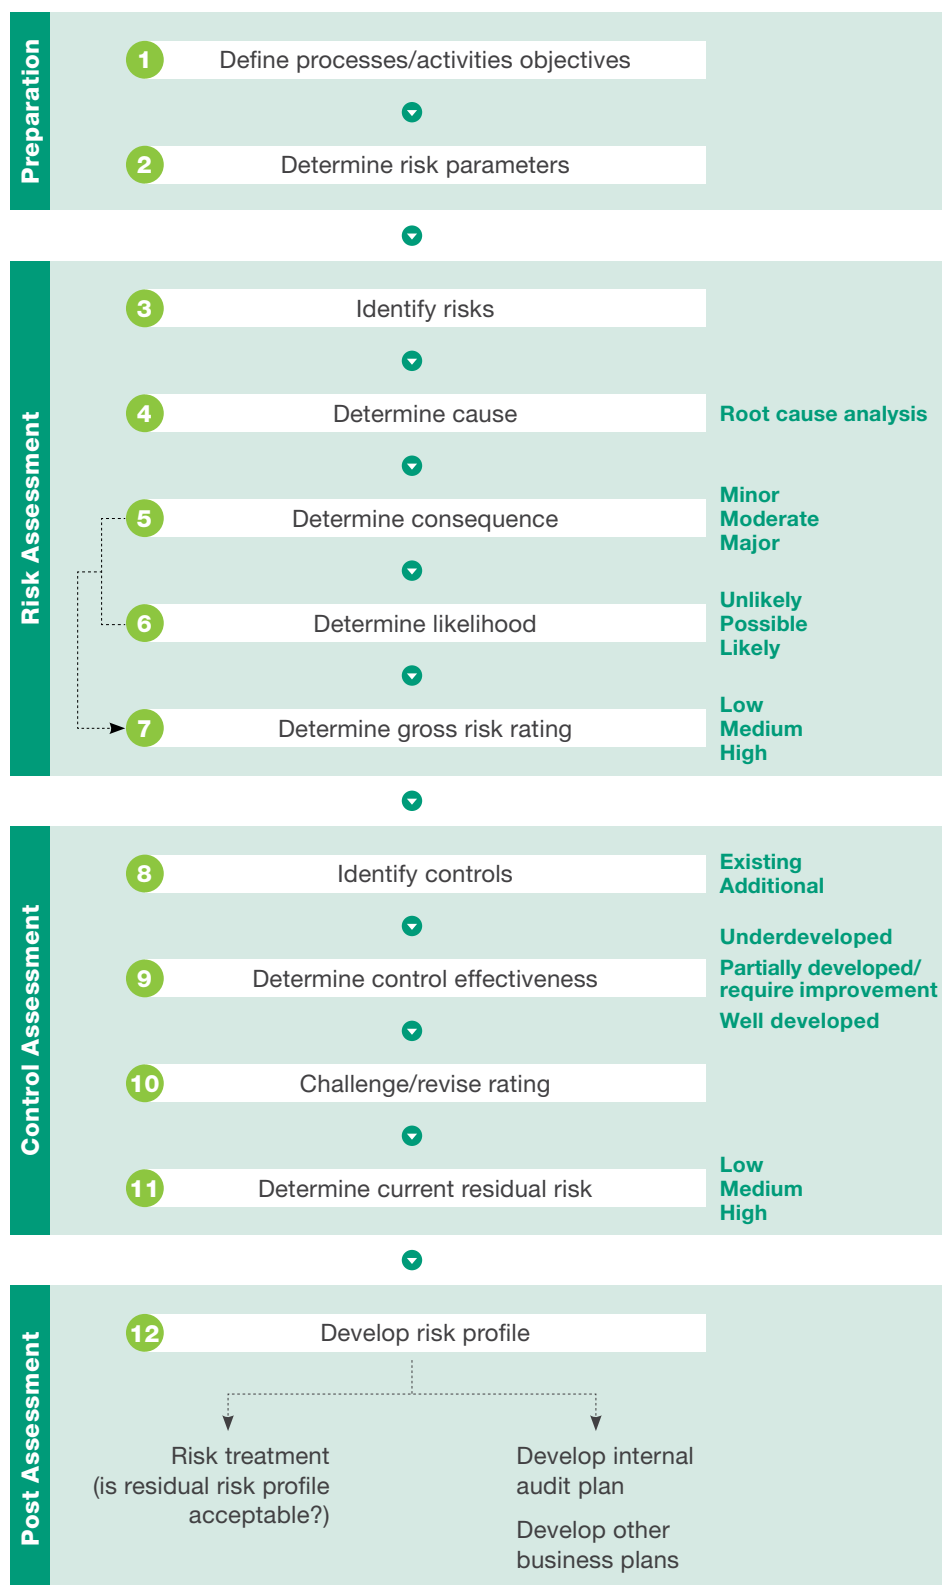 Preparation
1 Define processes/activities objectives
2 Determine risk parameters
Risk Assessment
3 Identify risks
4 Determine cause
Root cause analysis
5 Determine consequence
Minor
Moderate
Major
6 Determine likelihood
Unlikely
Possible
Likely
7 Determine gross risk rating
Low
Medium
High
Control Assessment
8 Identify controls
Existing
Additional
9 Determine control effectiveness
Underdeveloped
Partially developed/
require improvement
Well developed
10 Challenge/revise rating
11 Determine current residual risk
Low
Medium
High
Post Assessment
12 Develop risk profile
Risk treatment
(is residual risk profile
acceptable?)
Develop internal
audit plan
Develop other
business plans